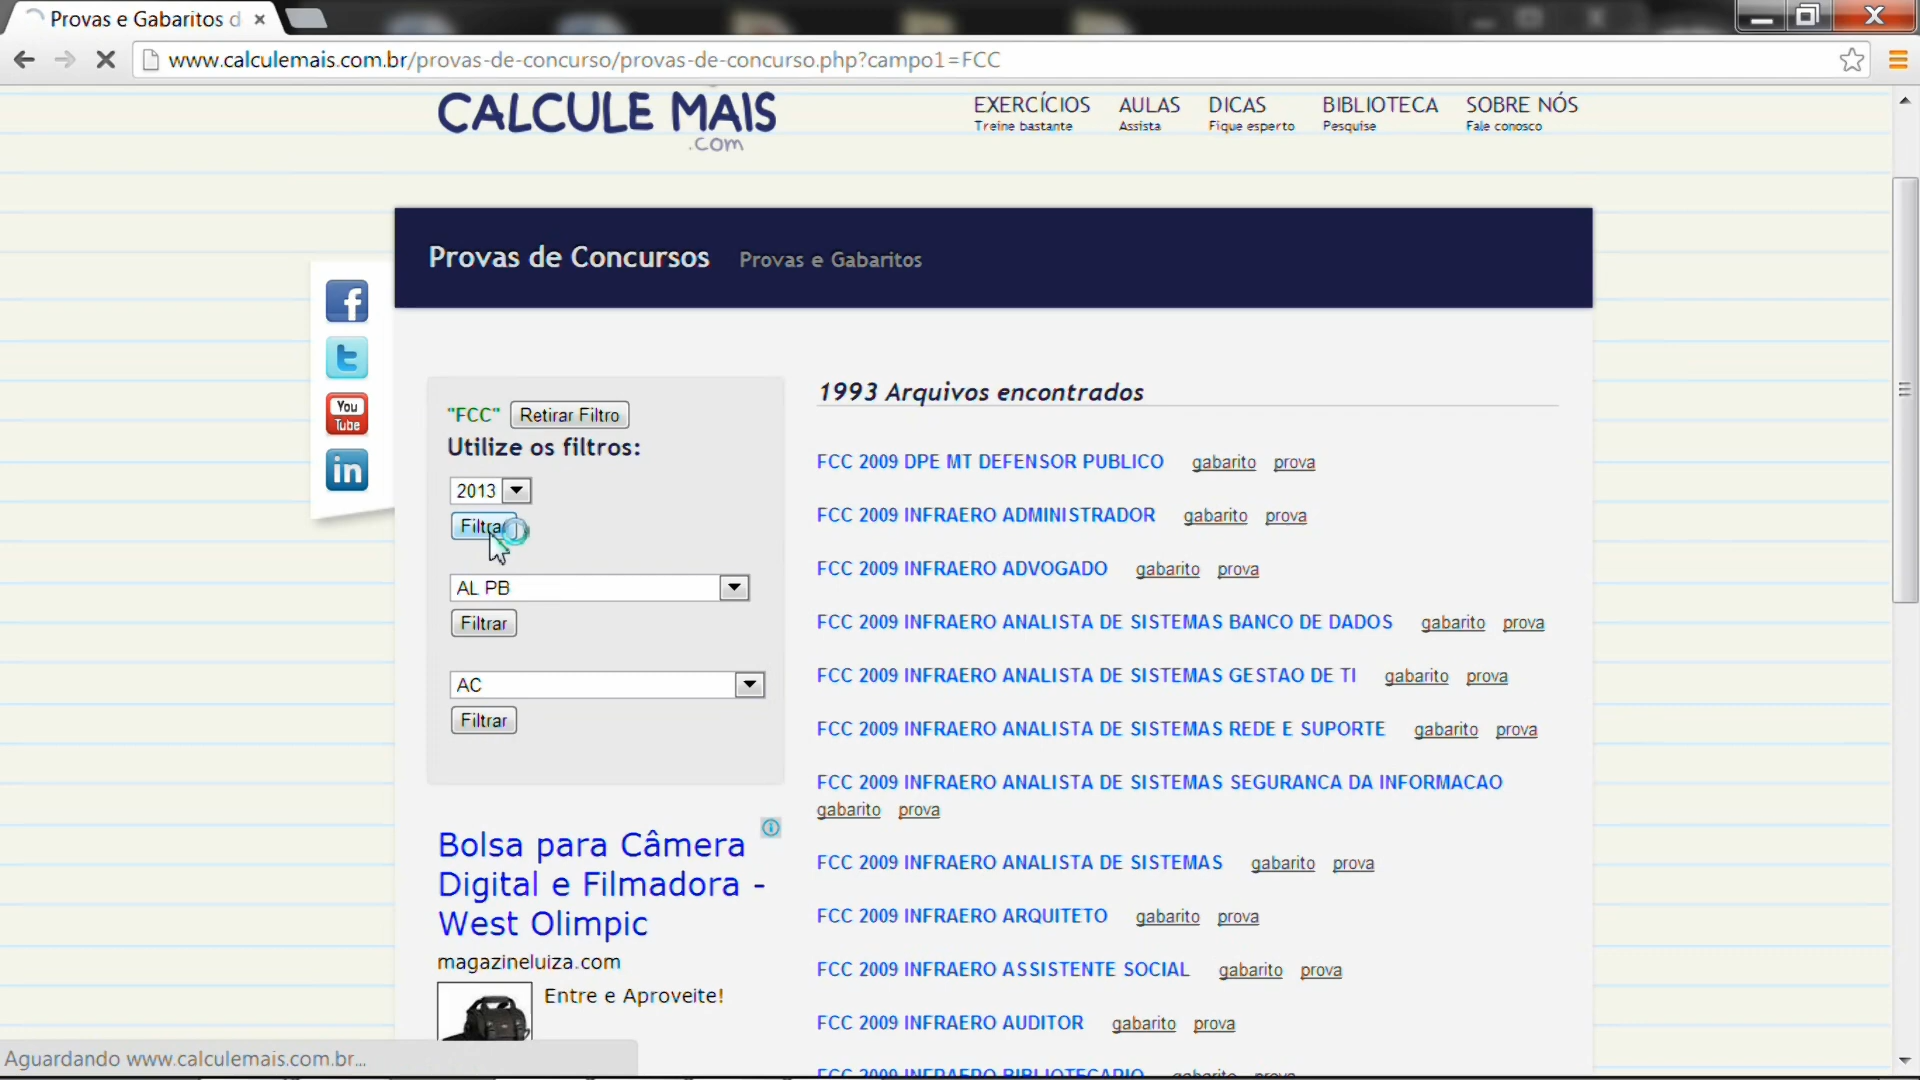 Provas e Gabaritos d
www.calculemais.com.br/provas-de-concurso/provas-de-concurso.php?campo1=FCC
CALCULE MAIS
.com
EXERCÍCIOS AULAS DICAS BIBLIOTECA SOBRE NÓS
Treine bastante Assista Fique esperto Pesquise Fale conosco
Provas de Concursos Provas e Gabaritos
You
Tube
in
"FCC" Retirar Filtro
Utilize os filtros:
2013
Filtrar
AL PB
Filtrar
AC
Filtrar
Bolsa para Câmera
Digital e Filmadora -
West Olimpic
magazineluiza.com
Entre e Aproveite!
1993 Arquivos encontrados
FCC 2009 DPE MT DEFENSOR PUBLICO gabarito prova
FCC 2009 INFRAERO ADMINISTRADOR gabarito prova
FCC 2009 INFRAERO ADVOGADO gabarito prova
FCC 2009 INFRAERO ANALISTA DE SISTEMAS BANCO DE DADOS gabarito prova
FCC 2009 INFRAERO ANALISTA DE SISTEMAS GESTAO DE TI gabarito prova
FCC 2009 INFRAERO ANALISTA DE SISTEMAS REDE E SUPORTE gabarito prova
FCC 2009 INFRAERO ANALISTA DE SISTEMAS SEGURANCA DA INFORMACAO
gabarito prova
FCC 2009 INFRAERO ANALISTA DE SISTEMAS gabarito prova
FCC 2009 INFRAERO ARQUITETO gabarito prova
FCC 2009 INFRAERO ASSISTENTE SOCIAL gabarito prova
FCC 2009 INFRAERO AUDITOR gabarito prova
FCC 2009 INFRAERO BIBLIOTECARIO gabarito prova
Aguardando www.calculemais.com.br...